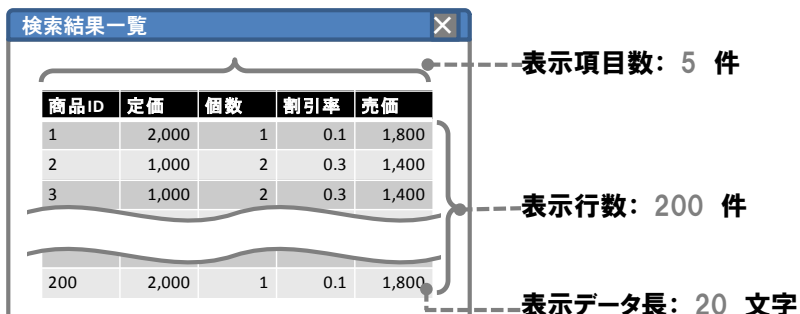 検索結果一覧
表示項目数: 5 件
商品ID 定価 個数 割引率 売価
1 2,000 1 0.1 1,800
2 1,000 2 0.3 1,400
3 1,000 2 0.3 1,400
表示行数: 200 件
200 2,000 1 0.1 1,800
表示データ長: 20 文字